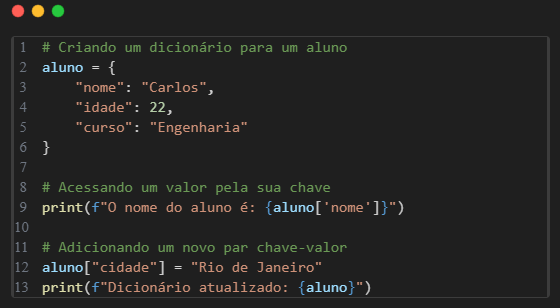 1 # Criando um dicionário para um aluno
2 aluno = {
3     "nome": "Carlos",
4     "idade": 22,
5     "curso": "Engenharia"
6 }
7
8 # Acessando um valor pela sua chave
9 print(f"O nome do aluno é: {aluno['nome']}")
10
11 # Adicionando um novo par chave-valor
12 aluno["cidade"] = "Rio de Janeiro"
13 print(f"Dicionário atualizado: {aluno}")